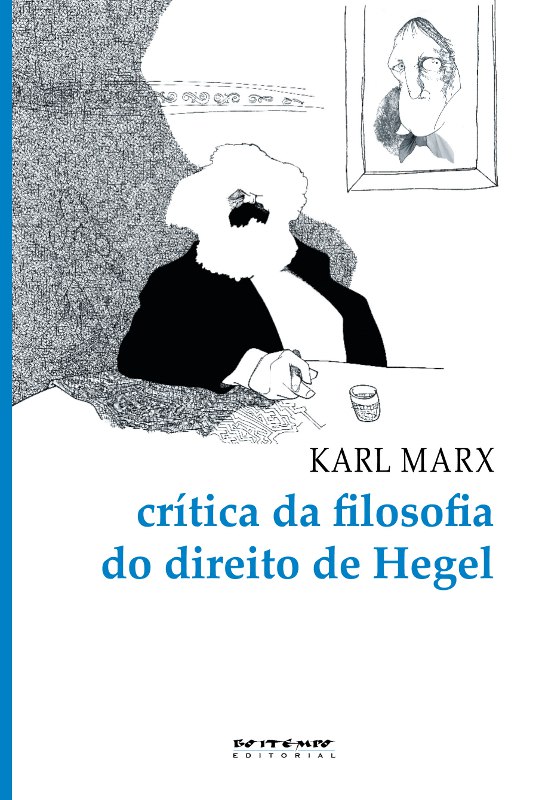 KARL MARX
crítica da filosofia
do direito de Hegel
BOITEMPO
EDITORIAL